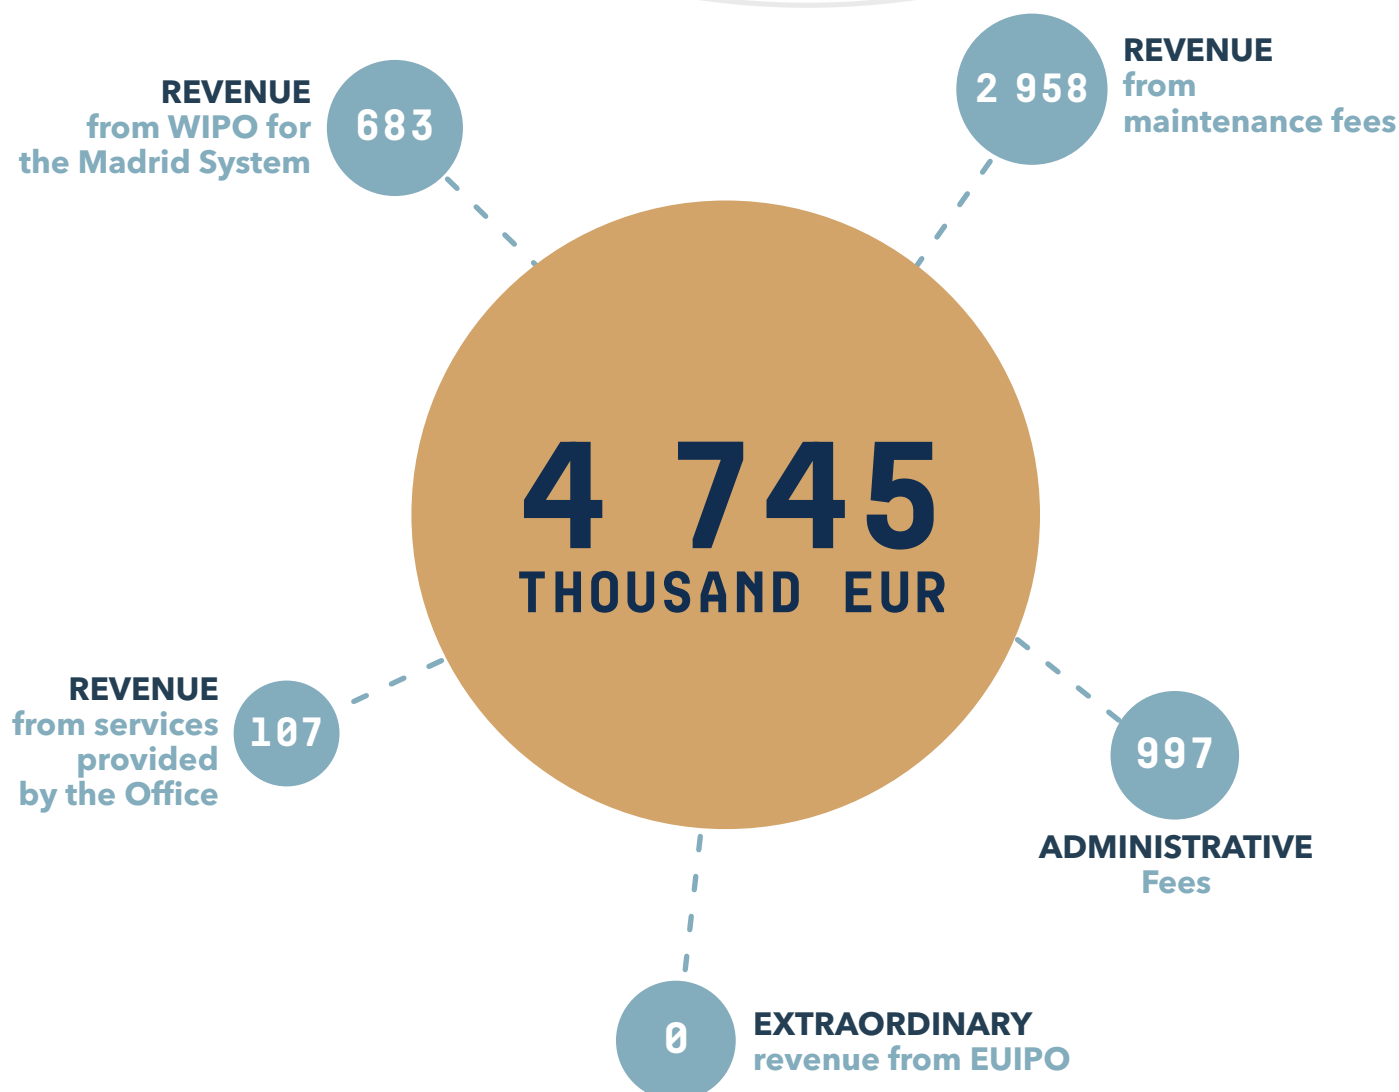 REVENUE
from WIPO for
the Madrid System
683
2 958
REVENUE
from
maintenance fees
4 745
THOUSAND EUR
REVENUE
from services
provided
by the Office
107
997
ADMINISTRATIVE
Fees
0
EXTRAORDINARY
revenue from EUIPO